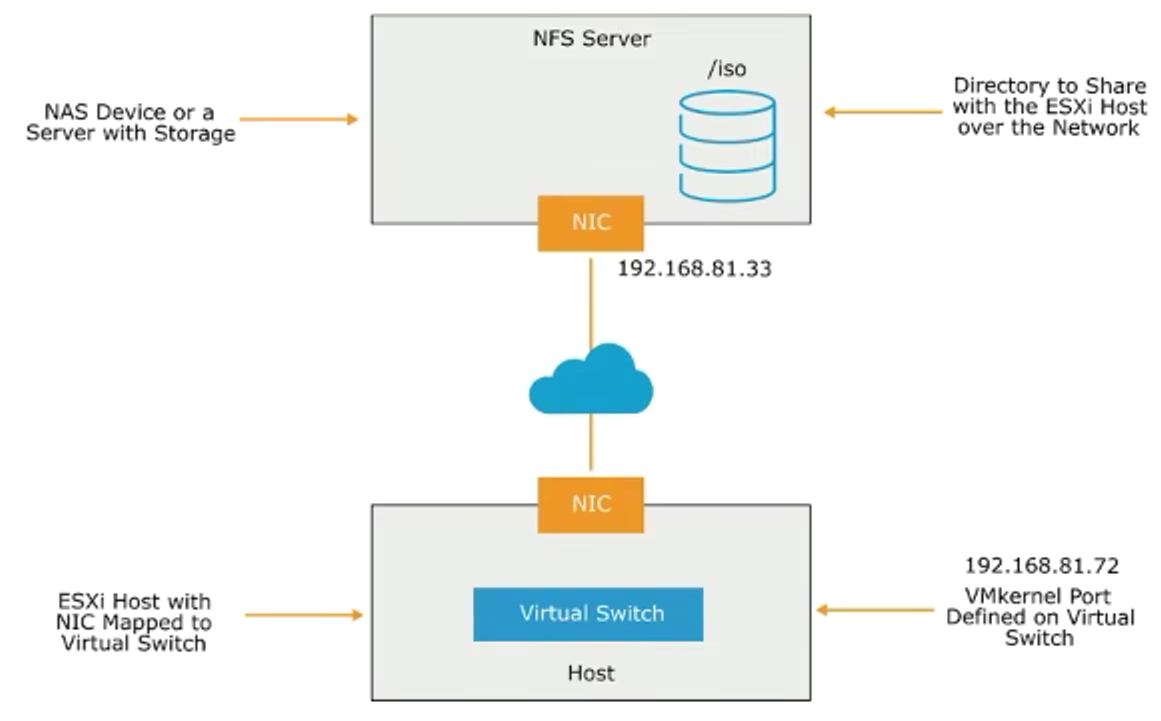 NFS Server
/iso
NAS Device or a
Server with Storage
Directory to Share
with the ESXi Host
over the Network
NIC
192.168.81.33
NIC
ESXi Host with
NIC Mapped to
Virtual Switch
Virtual Switch
Host
192.168.81.72
VMkernel Port
Defined on Virtual
Switch